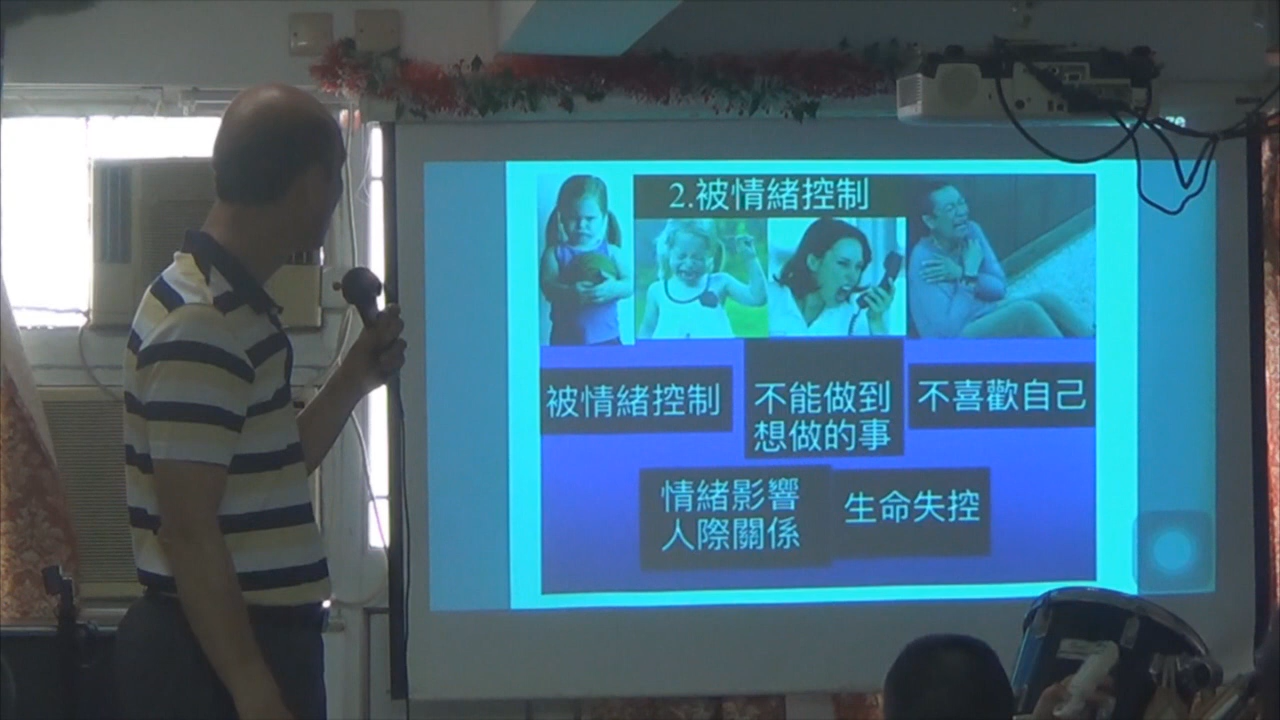 2.被情緒控制
被情緒控制
不能做到
想做的事
不喜歡自己
情緒影響
人際關係
生命失控